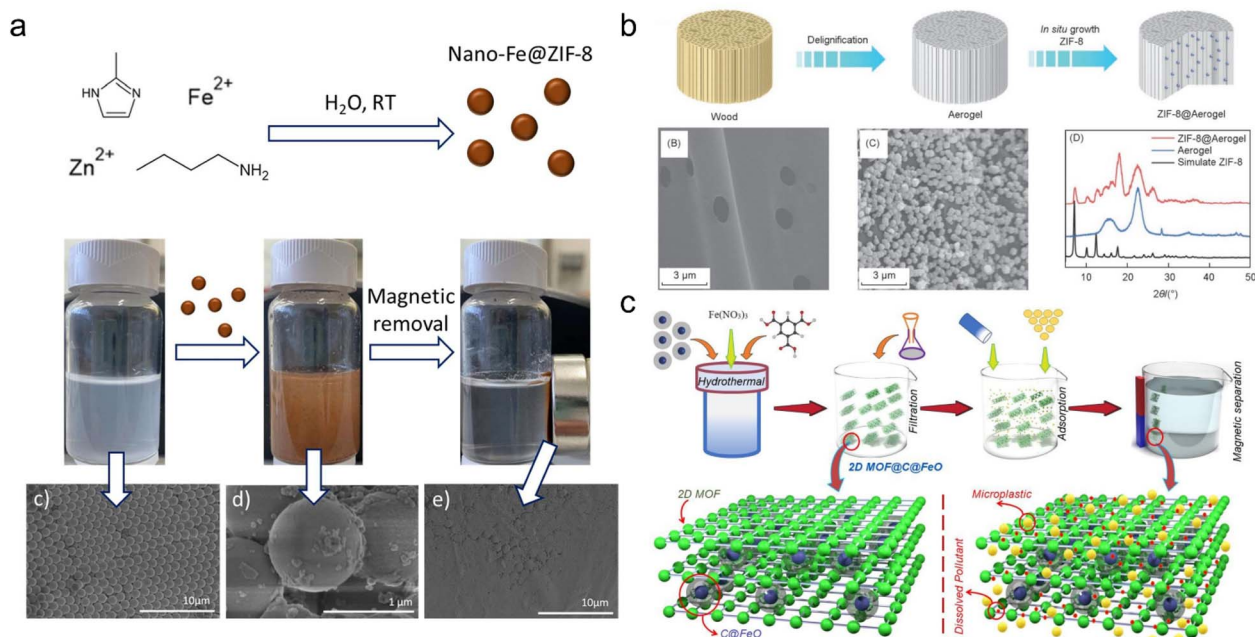 a
HN
N
Fe2+
Zn2+
NH2
H2O, RT
Nano-Fe@ZIF-8
Magnetic
removal
c)
10μm
d)
1 μm
e)
10μm
b
Wood
Delignification
Aerogel
In situ growth
ZIF-8
ZIF-8@Aerogel
(B)
3 μm
(C)
3 μm
(D)
ZIF-8@Aerogel
Aerogel
Simulate ZIF-8
10 20 30 40 50
2θ/(°)
c
Fe(NO3)3
Hydrothermal
Filtration
Adsorption
Magnetic separation
2D MOF@C@FeO
2D MOF
C@FeO
Microplastic
Dissolved Pollutant